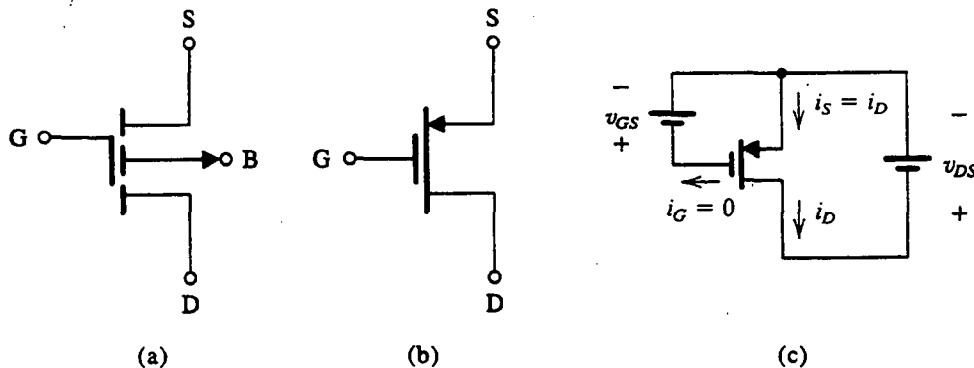 S
G
B
D
(a)
S
G
D
(b)
−
v_GS
+
i_S = i_D
i_G = 0
i_D
−
v_DS
+
(c)